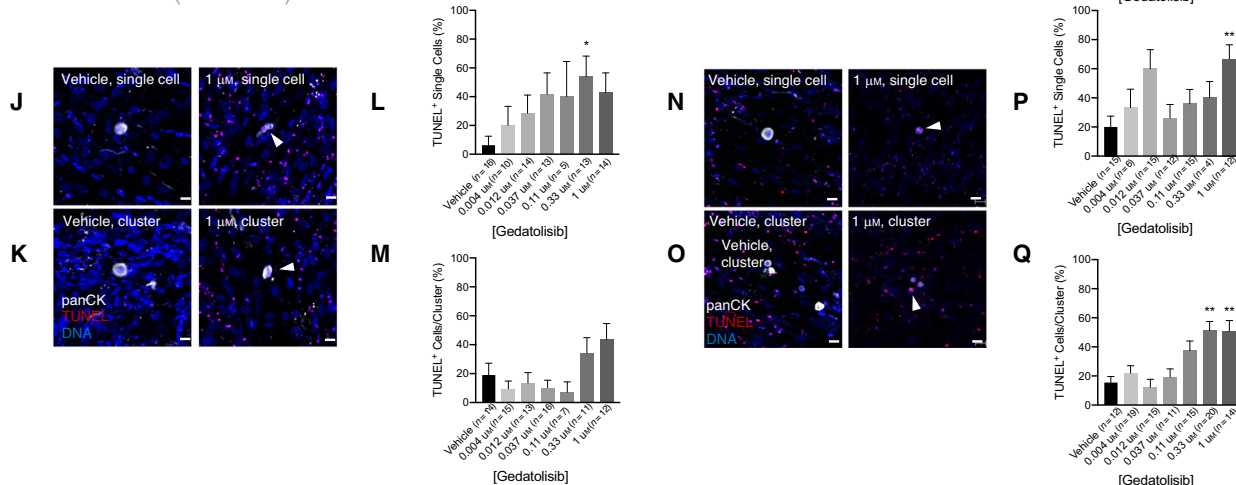 [Gedatolisib]
J
Vehicle, single cell
1 µM, single cell
K
Vehicle, cluster
1 µM, cluster
panCK
TUNEL
DNA
L
TUNEL+ Single Cells (%)
100
80
60
40
20
0
*
Vehicle (n = 16)
0.004 µM (n = 10)
0.012 µM (n = 14)
0.037 µM (n = 13)
0.11 µM (n = 5)
0.33 µM (n = 13)
1 µM (n = 14)
[Gedatolisib]
M
TUNEL+ Cells/Cluster (%)
100
80
60
40
20
0
Vehicle (n = 14)
0.004 µM (n = 15)
0.012 µM (n = 13)
0.037 µM (n = 16)
0.11 µM (n = 7)
0.33 µM (n = 11)
1 µM (n = 12)
[Gedatolisib]
N
Vehicle, single cell
1 µM, single cell
O
Vehicle, cluster
Vehicle,
cluster
1 µM, cluster
panCK
TUNEL
DNA
[Gedatolisib]
P
TUNEL+ Single Cells (%)
100
80
60
40
20
0
**
Vehicle (n = 15)
0.004 µM (n = 6)
0.012 µM (n = 15)
0.037 µM (n = 12)
0.11 µM (n = 15)
0.33 µM (n = 4)
1 µM (n = 12)
[Gedatolisib]
Q
TUNEL+ Cells/Cluster (%)
100
80
60
40
20
0
** **
Vehicle (n = 12)
0.004 µM (n = 19)
0.012 µM (n = 15)
0.037 µM (n = 11)
0.11 µM (n = 15)
0.33 µM (n = 20)
1 µM (n = 14)
[Gedatolisib]